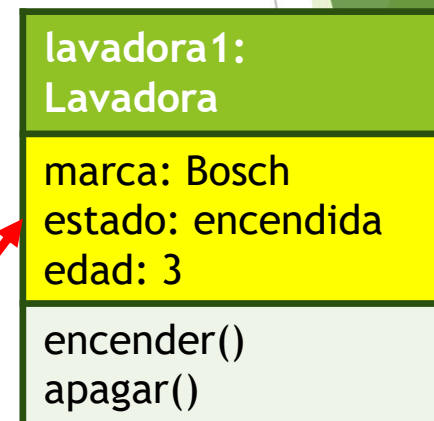 lavadora1:
Lavadora
marca: Bosch
estado: encendida
edad: 3
encender()
apagar()